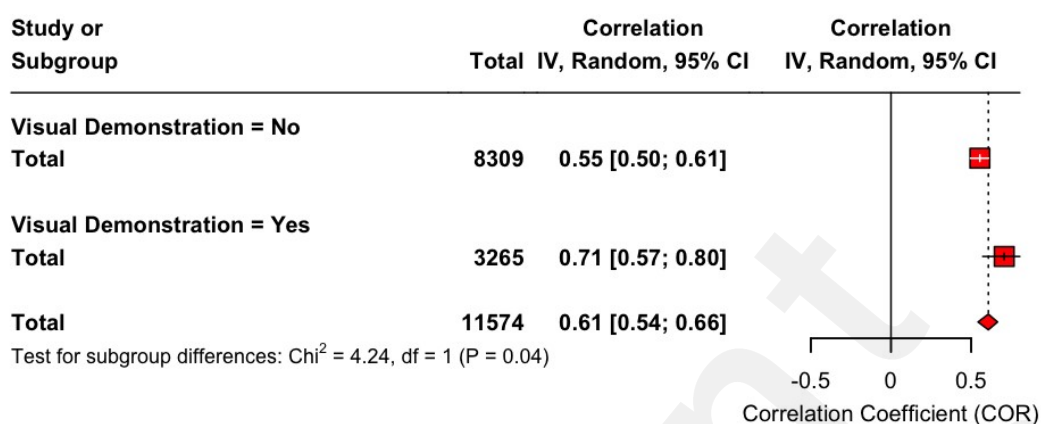 Study or Correlation Correlation
Subgroup Total IV, Random, 95% CI IV, Random, 95% CI
Visual Demonstration = No
Total 8309 0.55 [0.50; 0.61]
Visual Demonstration = Yes
Total 3265 0.71 [0.57; 0.80]
Total 11574 0.61 [0.54; 0.66]
Test for subgroup differences: Chi² = 4.24, df = 1 (P = 0.04)
-0.5 0 0.5
Correlation Coefficient (COR)